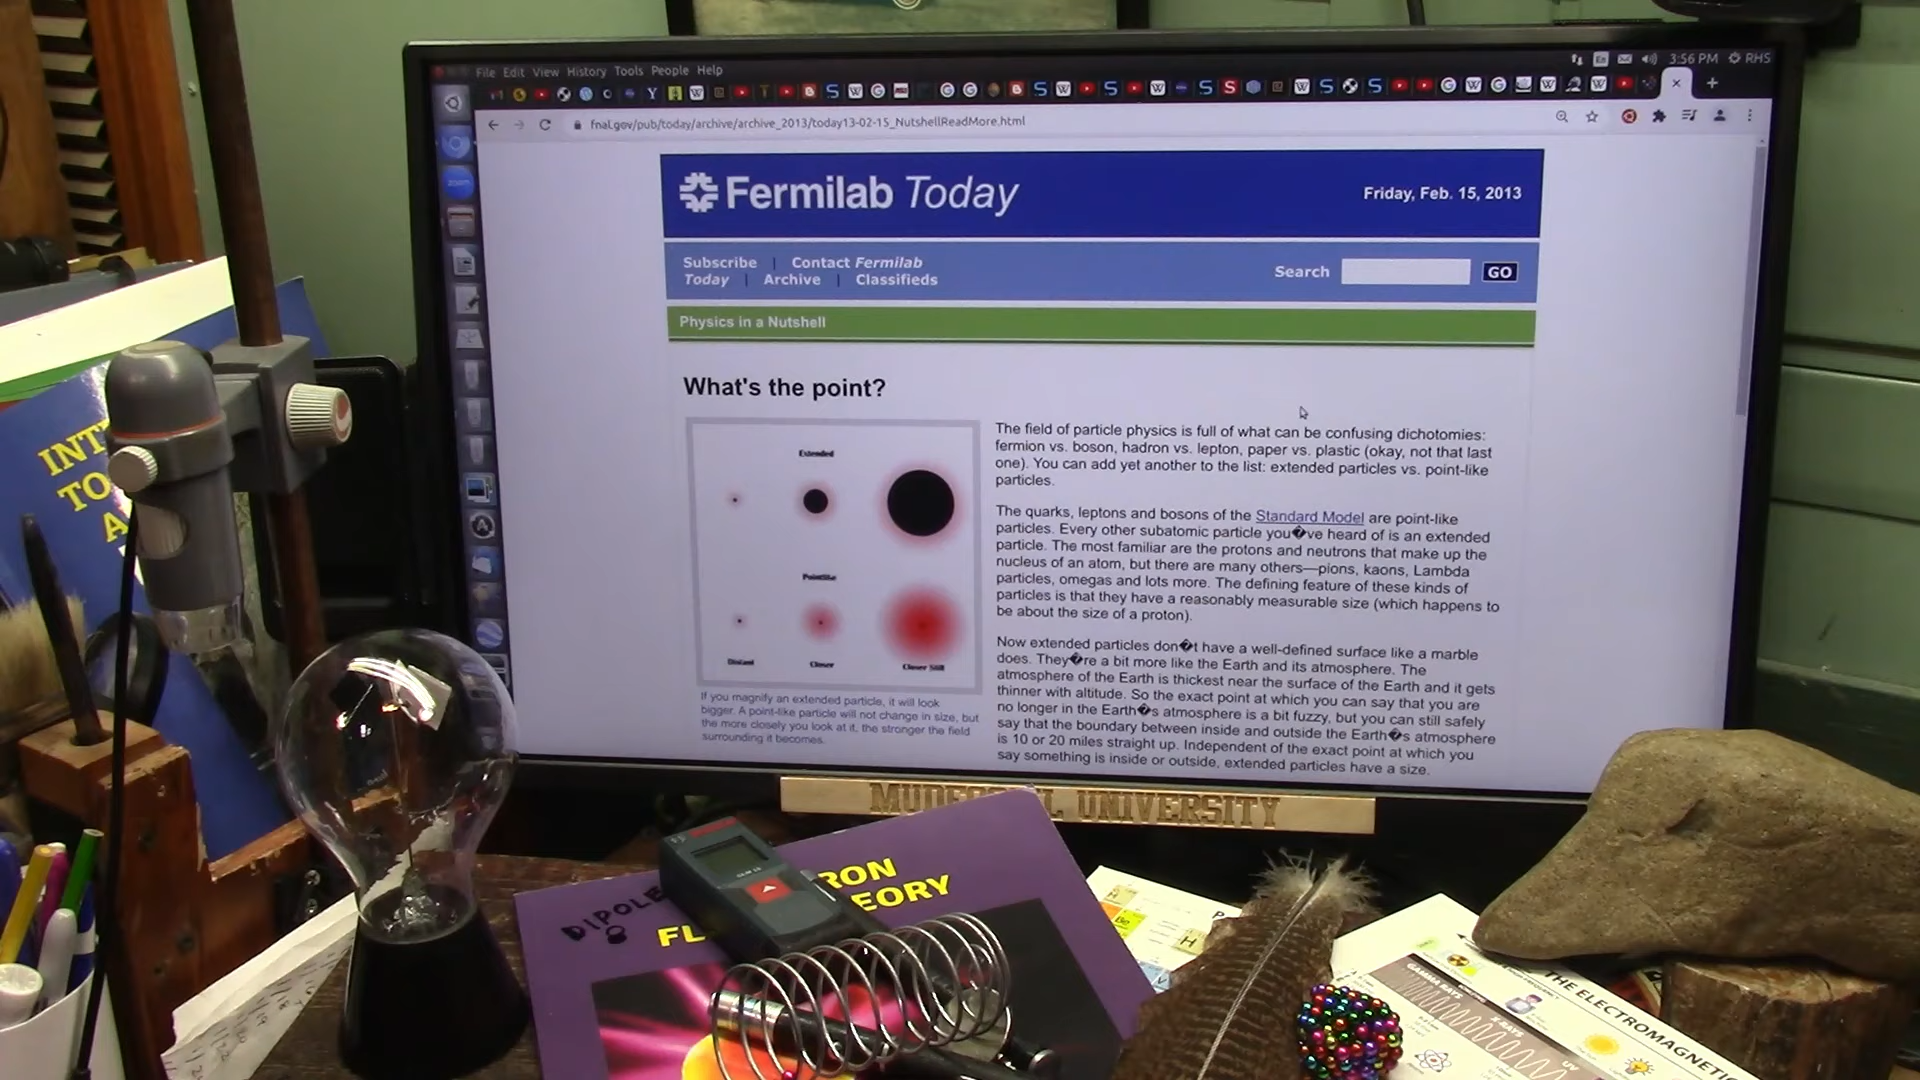 File Edit View History Tools People Help
3:56 PM RHS
fnal.gov/pub/today/archive/archive_2013/today13-02-15_NutshellReadMore.html
Fermilab Today
Friday, Feb. 15, 2013
Subscribe | Contact Fermilab
Today | Archive | Classifieds
Search
GO
Physics in a Nutshell
What's the point?
Extended
Pointlike
Distant
Closer
Closer Still
If you magnify an extended particle, it will look
bigger. A point-like particle will not change in size, but
the more closely you look at it, the stronger the field
surrounding it becomes.
The field of particle physics is full of what can be confusing dichotomies:
fermion vs. boson, hadron vs. lepton, paper vs. plastic (okay, not that last
one). You can add yet another to the list: extended particles vs. point-like
particles.
The quarks, leptons and bosons of the Standard Model are point-like
particles. Every other subatomic particle you�ve heard of is an extended
particle. The most familiar are the protons and neutrons that make up the
nucleus of an atom, but there are many others—pions, kaons, Lambda
particles, omegas and lots more. The defining feature of these kinds of
particles is that they have a reasonably measurable size (which happens to
be about the size of a proton).
Now extended particles don�t have a well-defined surface like a marble
does. They�re a bit more like the Earth and its atmosphere. The
atmosphere of the Earth is thickest near the surface of the Earth and it gets
thinner with altitude. So the exact point at which you can say that you are
no longer in the Earth�s atmosphere is a bit fuzzy, but you can still safely
say that the boundary between inside and outside the Earth�s atmosphere
is 10 or 20 miles straight up. Independent of the exact point at which you
say something is inside or outside, extended particles have a size.
zoom
UNIVERSITY
INT
TO
A
DIPOLE
RON
EORY
FL
H
Be
H
THE ELECTROMAGNETIC
FREQUENCY
GAMMA RAYS
X-RAYS
UV